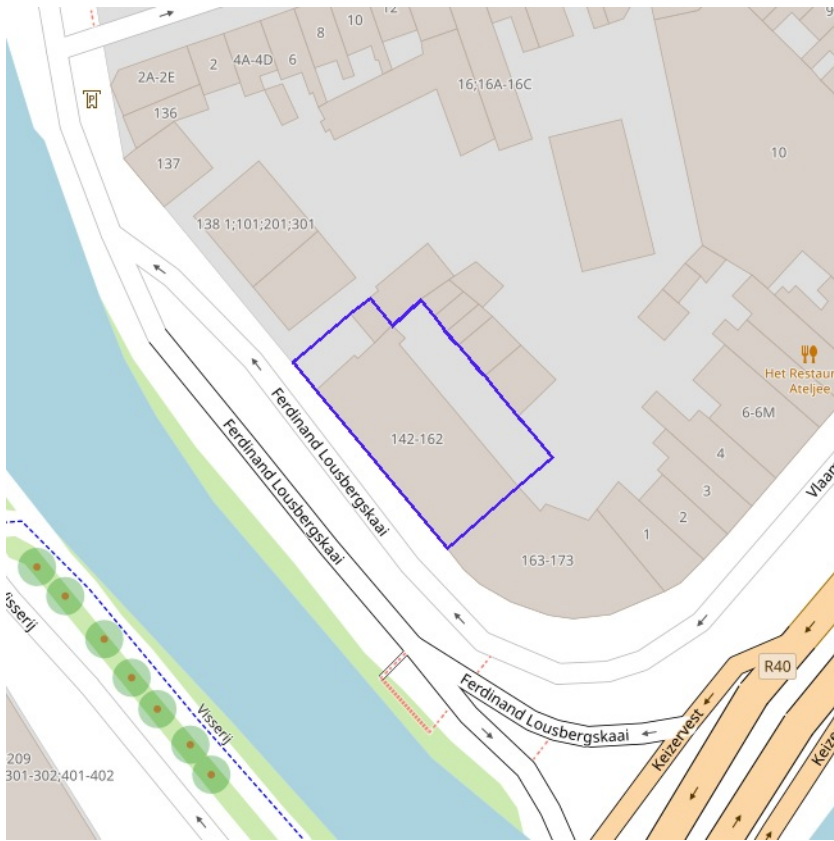 12
10
8
6
4A-4D
2
2A-2E
16;16A-16C
P
136
137
10
138 1;101;201;301
Het Restaur
Ateljee
Ferdinand Lousbergskaai
6-6M
Ferdinand Lousbergskaai
142-162
4
3
2
1
Vlaan
163-173
Visserij
R40
Ferdinand Lousbergskaai
Keizervest
Visserij
Keize
209
301-302;401-402